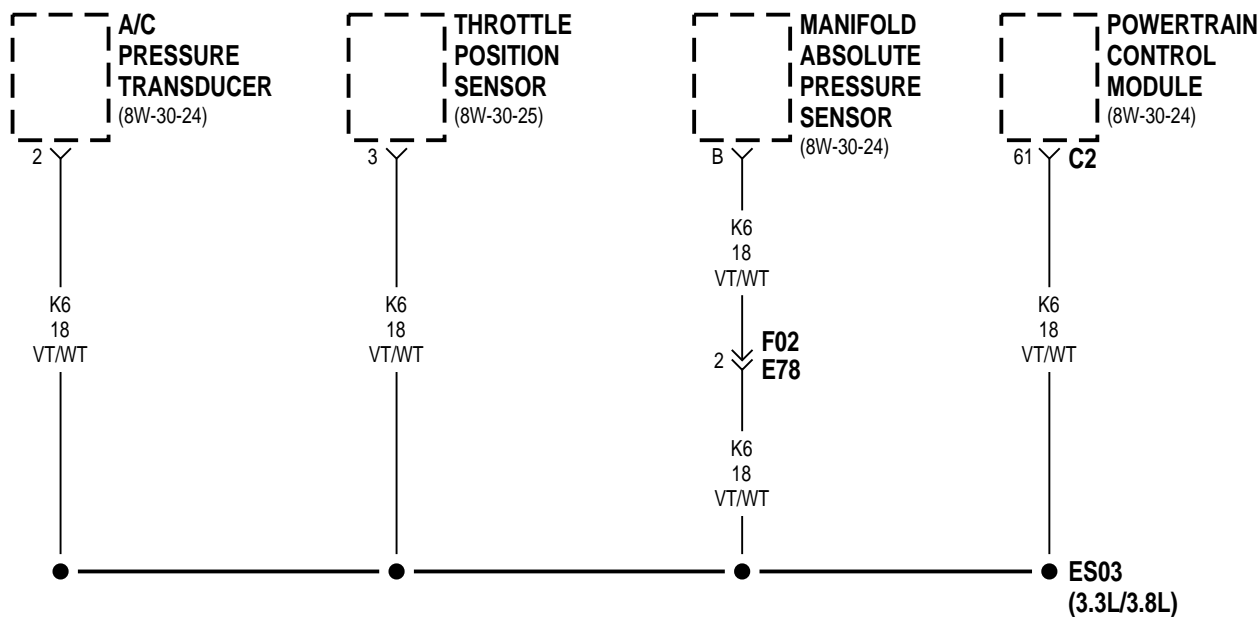 A/C
PRESSURE
TRANSDUCER
(8W-30-24)
2
THROTTLE
POSITION
SENSOR
(8W-30-25)
3
MANIFOLD
ABSOLUTE
PRESSURE
SENSOR
(8W-30-24)
B
POWERTRAIN
CONTROL
MODULE
(8W-30-24)
61
C2
K6
18
VT/WT
K6
18
VT/WT
K6
18
VT/WT
2
F02
E78
K6
18
VT/WT
K6
18
VT/WT
ES03
(3.3L/3.8L)